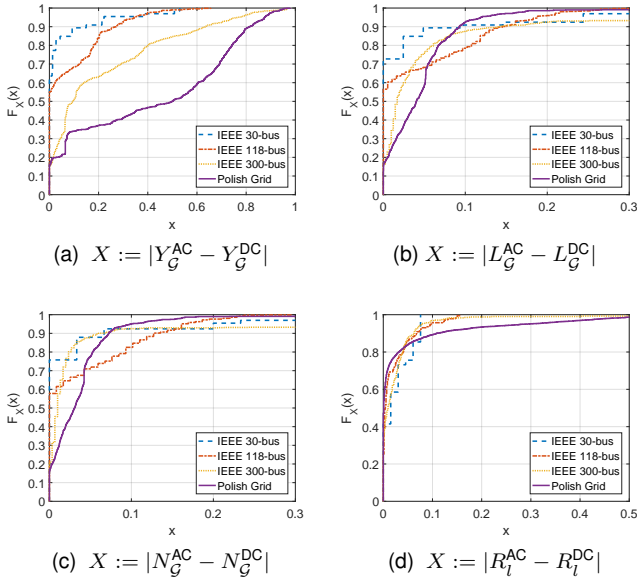 1
0.9
0.8
0.7
0.6
0.5
0.4
0.3
0.2
0.1
0
F_X(x)
IEEE 30-bus
IEEE 118-bus
IEEE 300-bus
Polish Grid
0 0.2 0.4 0.6 0.8 1
x
(a) X := |Y_G^AC − Y_G^DC|
1
0.9
0.8
0.7
0.6
0.5
0.4
0.3
0.2
0.1
0
F_X(x)
IEEE 30-bus
IEEE 118-bus
IEEE 300-bus
Polish Grid
0 0.1 0.2 0.3
x
(b) X := |L_G^AC − L_G^DC|
1
0.9
0.8
0.7
0.6
0.5
0.4
0.3
0.2
0.1
0
F_X(x)
IEEE 30-bus
IEEE 118-bus
IEEE 300-bus
Polish Grid
0 0.1 0.2 0.3
x
(c) X := |N_G^AC − N_G^DC|
1
0.9
0.8
0.7
0.6
0.5
0.4
0.3
0.2
0.1
0
F_X(x)
IEEE 30-bus
IEEE 118-bus
IEEE 300-bus
Polish Grid
0 0.1 0.2 0.3 0.4 0.5
x
(d) X := |R_l^AC − R_l^DC|